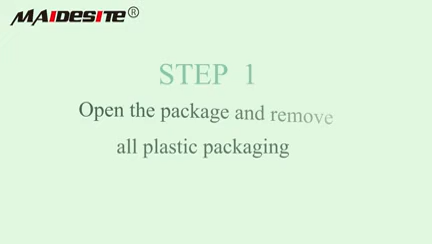 MAIDESITE®
STEP 1
Open the package and remove
all plastic packaging